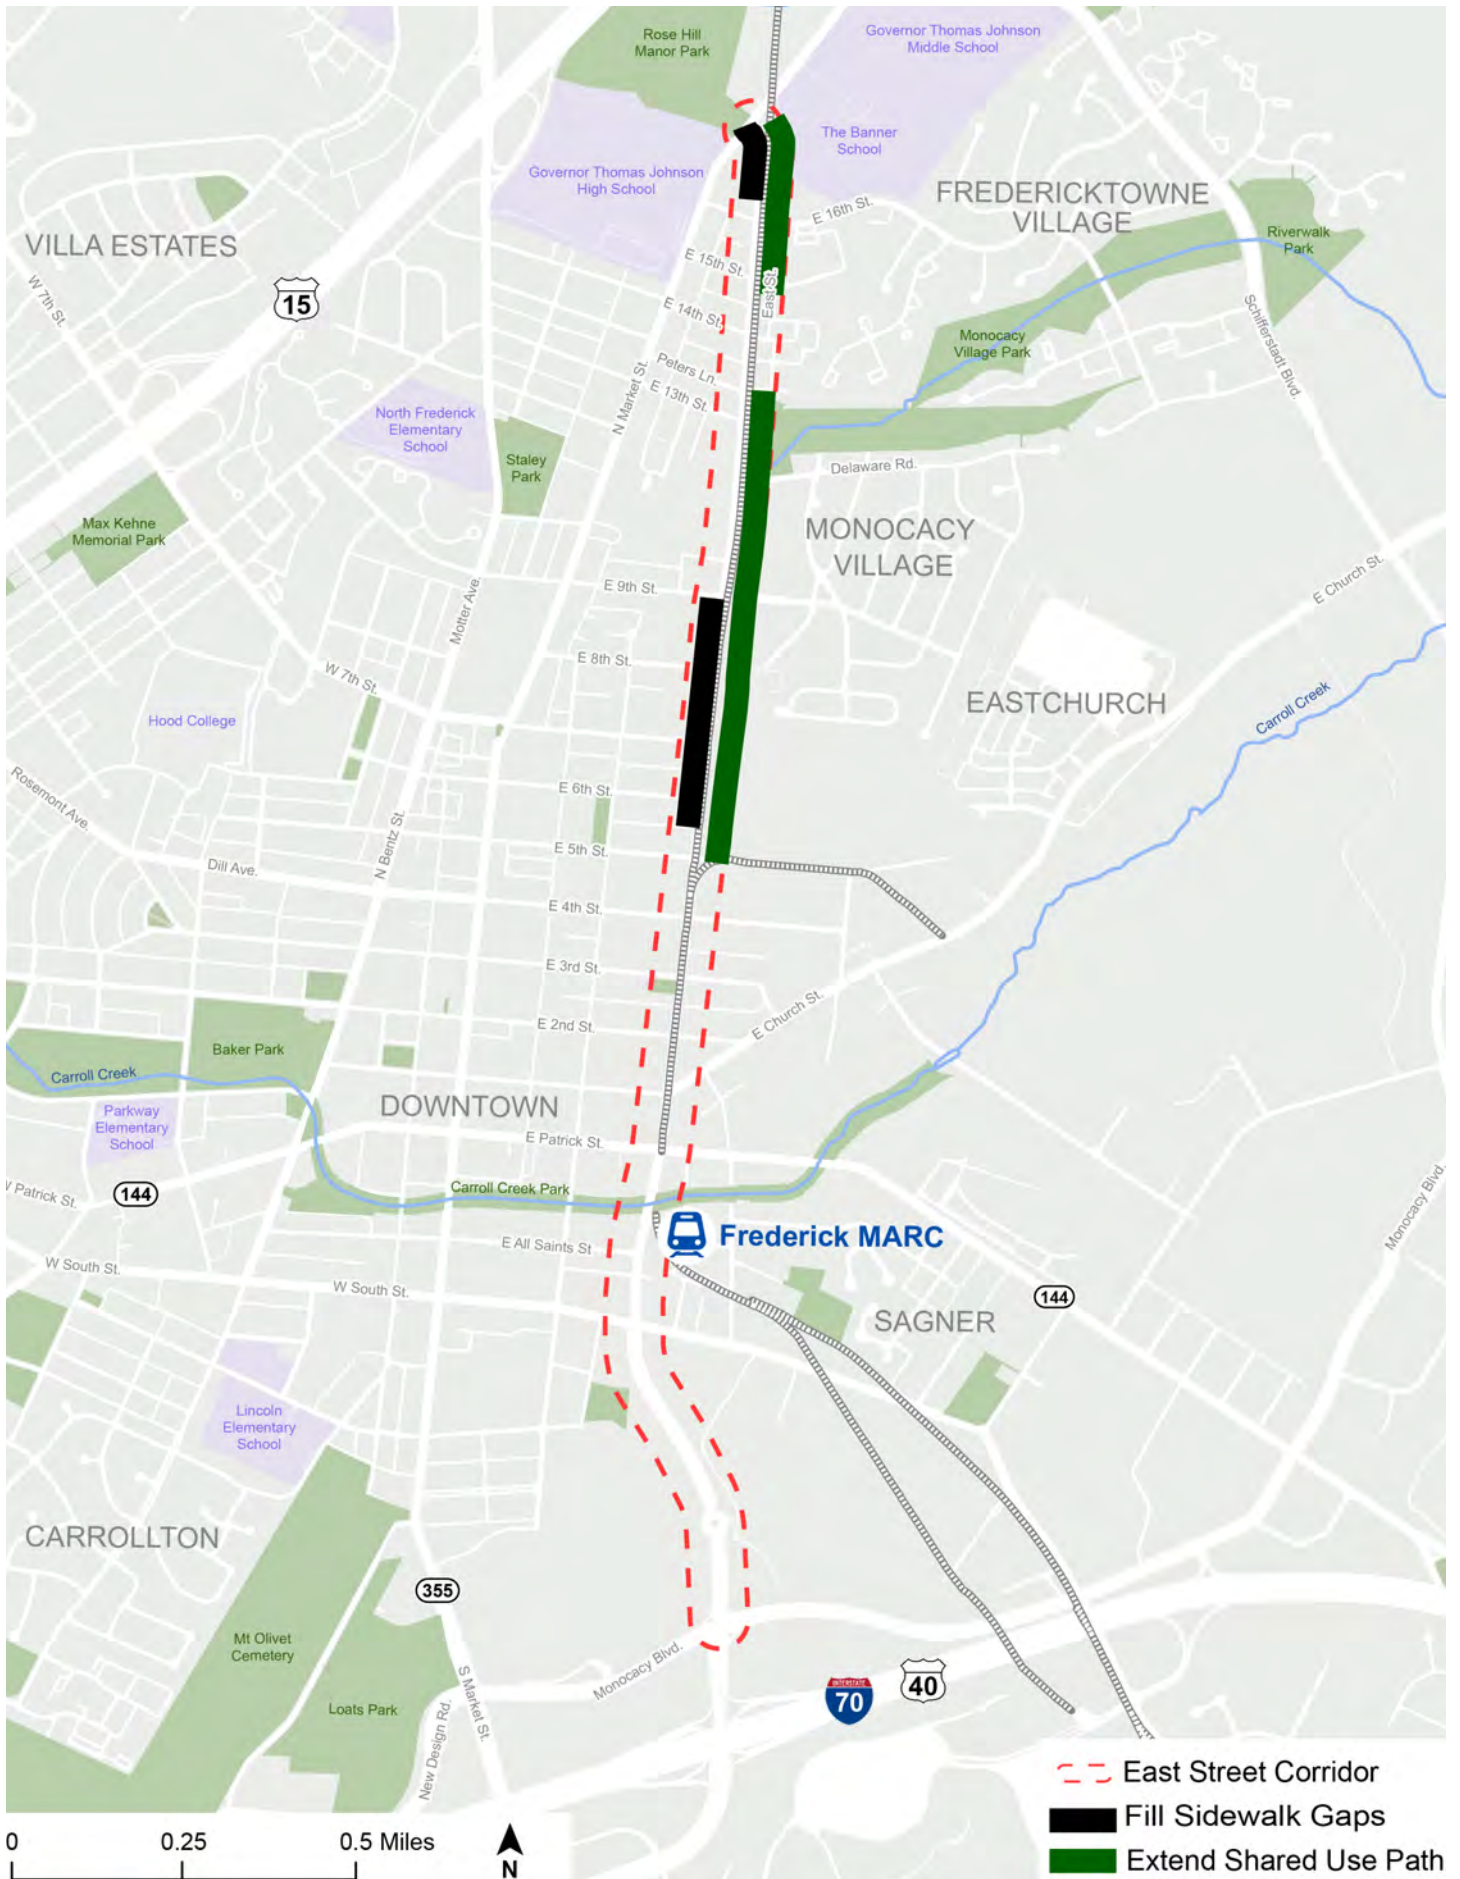 Rose Hill
Manor Park
Governor Thomas Johnson
Middle School
The Banner
School
Governor Thomas Johnson
High School
FREDERICKTOWNE
VILLAGE
E 16th St.
Riverwalk
Park
VILLA ESTATES
E 15th St.
W 7th St.
15
East St.
E 14th St.
Schifferstadt Blvd.
Monocacy
Village Park
Peters Ln.
N Market St.
E 13th St.
North Frederick
Elementary
School
Staley
Park
Delaware Rd.
Max Kehne
Memorial Park
MONOCACY
VILLAGE
E 9th St.
E Church St.
Motter Ave.
E 8th St.
W 7th St.
EASTCHURCH
Carroll Creek
Hood College
Rosemont Ave.
E 6th St.
N Bentz St.
E 5th St.
Dill Ave.
E 4th St.
E 3rd St.
E Church St.
E 2nd St.
Baker Park
Carroll Creek
DOWNTOWN
Parkway
Elementary
School
E Patrick St.
W Patrick St.
144
Carroll Creek Park
Monocacy Blvd.
Frederick MARC
E All Saints St
W South St.
W South St.
144
SAGNER
Lincoln
Elementary
School
CARROLLTON
355
Mt Olivet
Cemetery
Monocacy Blvd.
S Market St.
New Design Rd.
Loats Park
INTERSTATE
70
40
East Street Corridor
Fill Sidewalk Gaps
Extend Shared Use Path
0 0.25 0.5 Miles
N